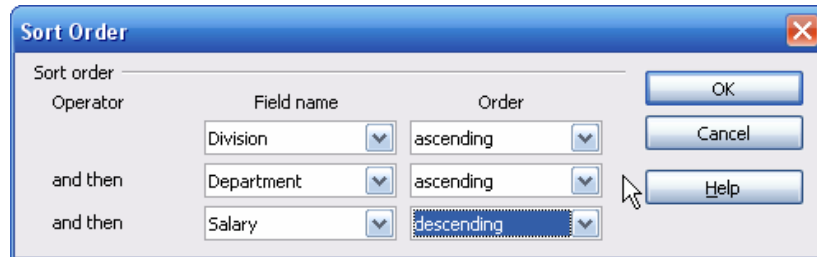 Sort Order
Sort order
Operator Field name Order
Division ascending
and then Department ascending
and then Salary descending
OK
Cancel
Help